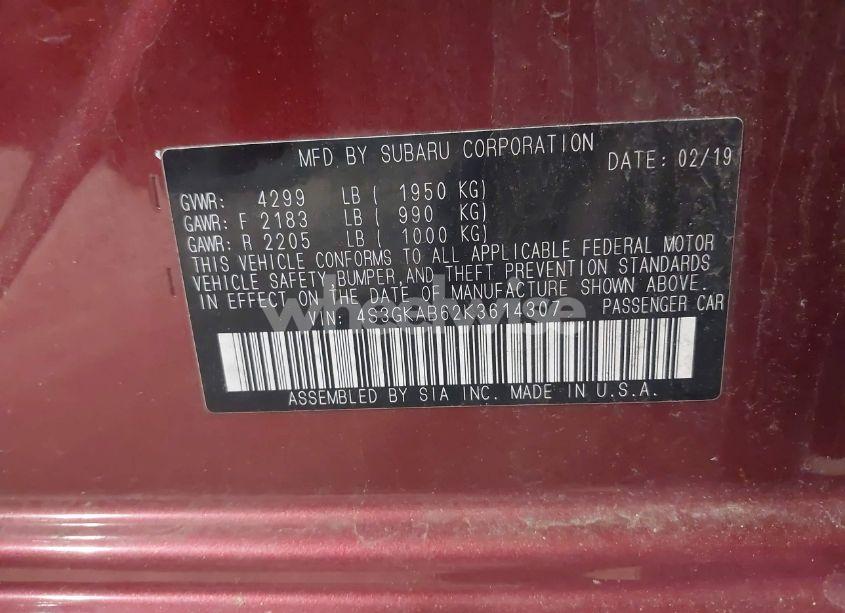 MFD. BY SUBARU CORPORATION DATE: 02/19
GVWR: 4299 LB ( 1950 KG)
GAWR: F 2183 LB ( 990 KG)
GAWR: R 2205 LB ( 1000 KG)
THIS VEHICLE CONFORMS TO ALL APPLICABLE FEDERAL MOTOR
VEHICLE SAFETY, BUMPER, AND THEFT PREVENTION STANDARDS
IN EFFECT ON THE DATE OF MANUFACTURE SHOWN ABOVE.
VIN: 4S3GKAB62K3614307 PASSENGER CAR
wheelwise
ASSEMBLED BY SIA INC. MADE IN U.S.A.